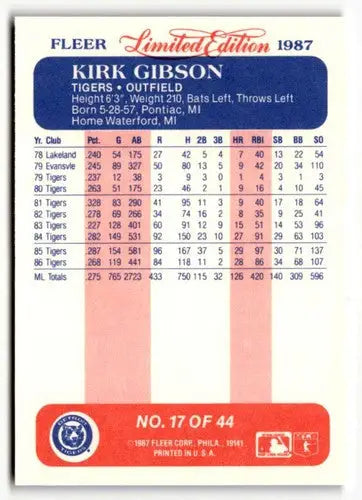 FLEER Limited Edition 1987
KIRK GIBSON
TIGERS • OUTFIELD
Height 6'3", Weight 210, Bats Left, Throws Left
Born 5-28-57, Pontiac, MI
Home Waterford, MI
Yr. Club Pct. G AB R H 2B 3B HR RBI SB BB SO
78 Lakeland .240 54 175 27 42 5 4 7 40 13 22 54
79 Evansvle .245 89 327 50 80 13 5 9 42 20 34 110
79 Tigers .237 12 38 3 9 3 0 1 4 3 1 3
80 Tigers .263 51 175 23 46 2 1 9 16 4 10 45
81 Tigers .328 83 290 41 95 11 3 9 40 17 18 64
82 Tigers .278 69 266 34 74 16 2 8 35 9 25 41
83 Tigers .227 128 401 60 91 12 9 15 51 14 53 96
84 Tigers .282 149 531 92 150 23 10 27 91 29 63 103
85 Tigers .287 154 581 96 167 37 5 29 97 30 71 137
86 Tigers .268 119 441 84 118 11 2 28 86 34 68 107
ML Totals .275 765 2723 433 750 115 32 126 420 140 309 596
DETROIT
TIGERS
NO. 17 OF 44
©1987 FLEER CORP., PHILA., 19141
PRINTED IN U.S.A.